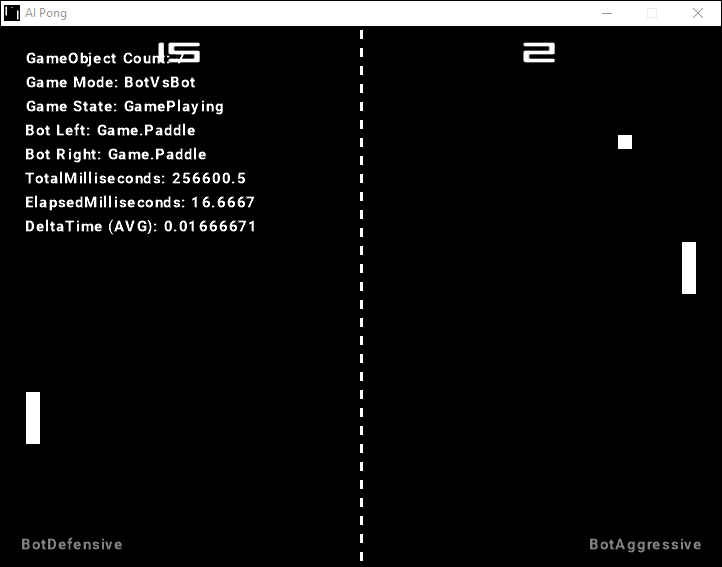 AI Pong
15 2
GameObject Count: 7
Game Mode: BotVsBot
Game State: GamePlaying
Bot Left: Game.Paddle
Bot Right: Game.Paddle
TotalMilliseconds: 256600.5
ElapsedMilliseconds: 16.6667
DeltaTime (AVG): 0.01666671
BotDefensive BotAggressive